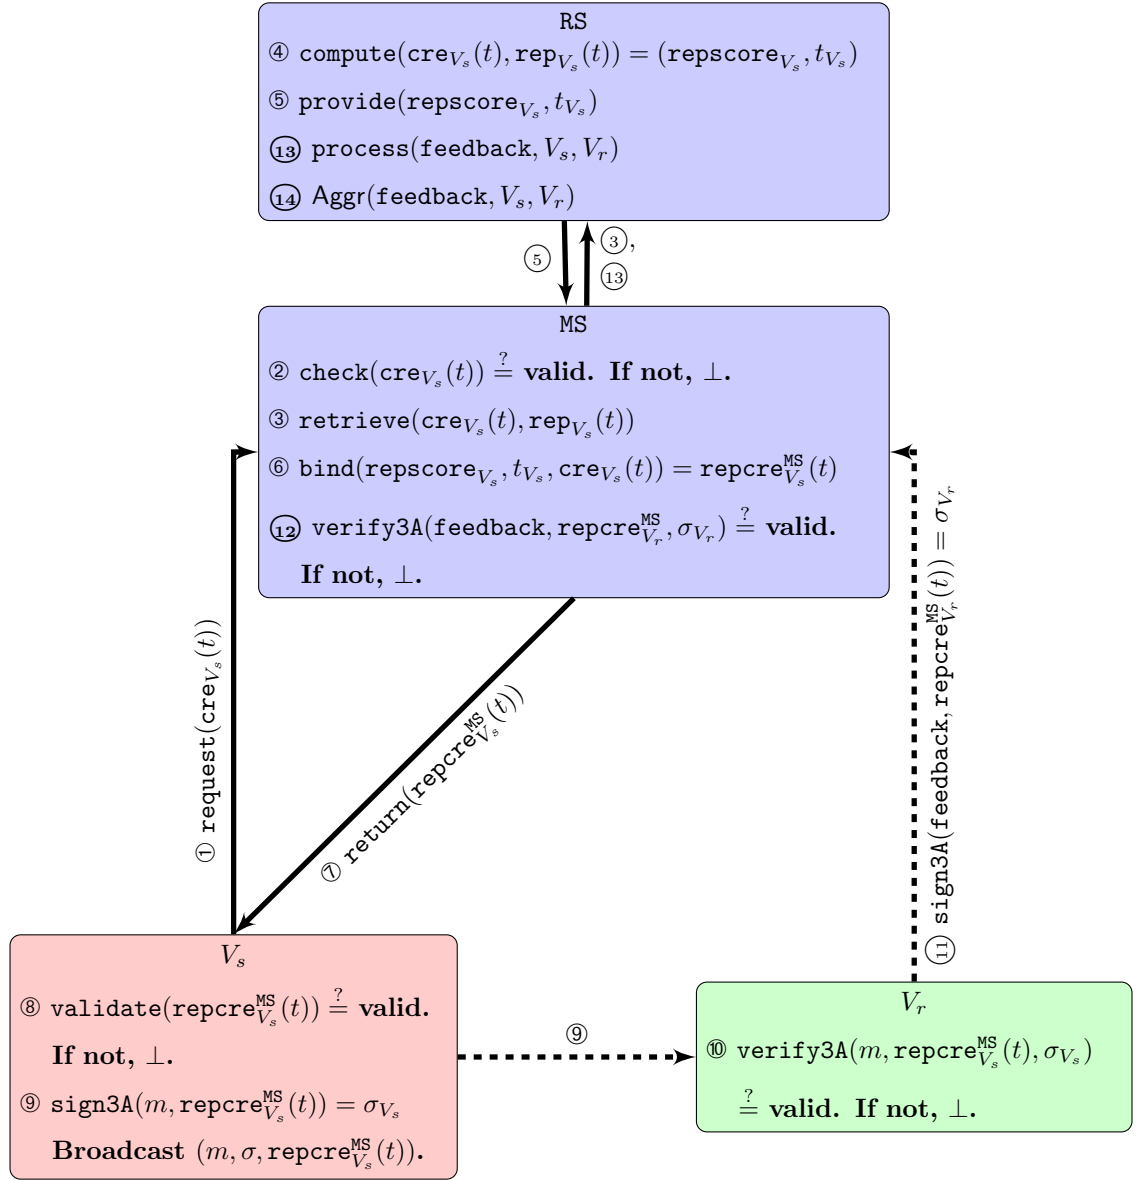 RS
④ compute(cre_{V_s}(t), rep_{V_s}(t)) = (repscore_{V_s}, t_{V_s})
⑤ provide(repscore_{V_s}, t_{V_s})
⑬ process(feedback, V_s, V_r)
⑭ Aggr(feedback, V_s, V_r)
⑤
③,
⑬
MS
② check(cre_{V_s}(t)) ≟ valid. If not, ⊥.
③ retrieve(cre_{V_s}(t), rep_{V_s}(t))
⑥ bind(repscore_{V_s}, t_{V_s}, cre_{V_s}(t)) = repcre^{MS}_{V_s}(t)
⑫ verify3A(feedback, repcre^{MS}_{V_r}, σ_{V_r}) ≟ valid.
If not, ⊥.
① request(cre_{V_s}(t))
⑦ return(repcre^{MS}_{V_s}(t))
⑪ sign3A(feedback, repcre^{MS}_{V_r}(t)) = σ_{V_r}
V_s
⑧ validate(repcre^{MS}_{V_s}(t)) ≟ valid.
If not, ⊥.
⑨ sign3A(m, repcre^{MS}_{V_s}(t)) = σ_{V_s}
Broadcast (m, σ, repcre^{MS}_{V_s}(t)).
⑨
V_r
⑩ verify3A(m, repcre^{MS}_{V_s}(t), σ_{V_s})
≟ valid. If not, ⊥.